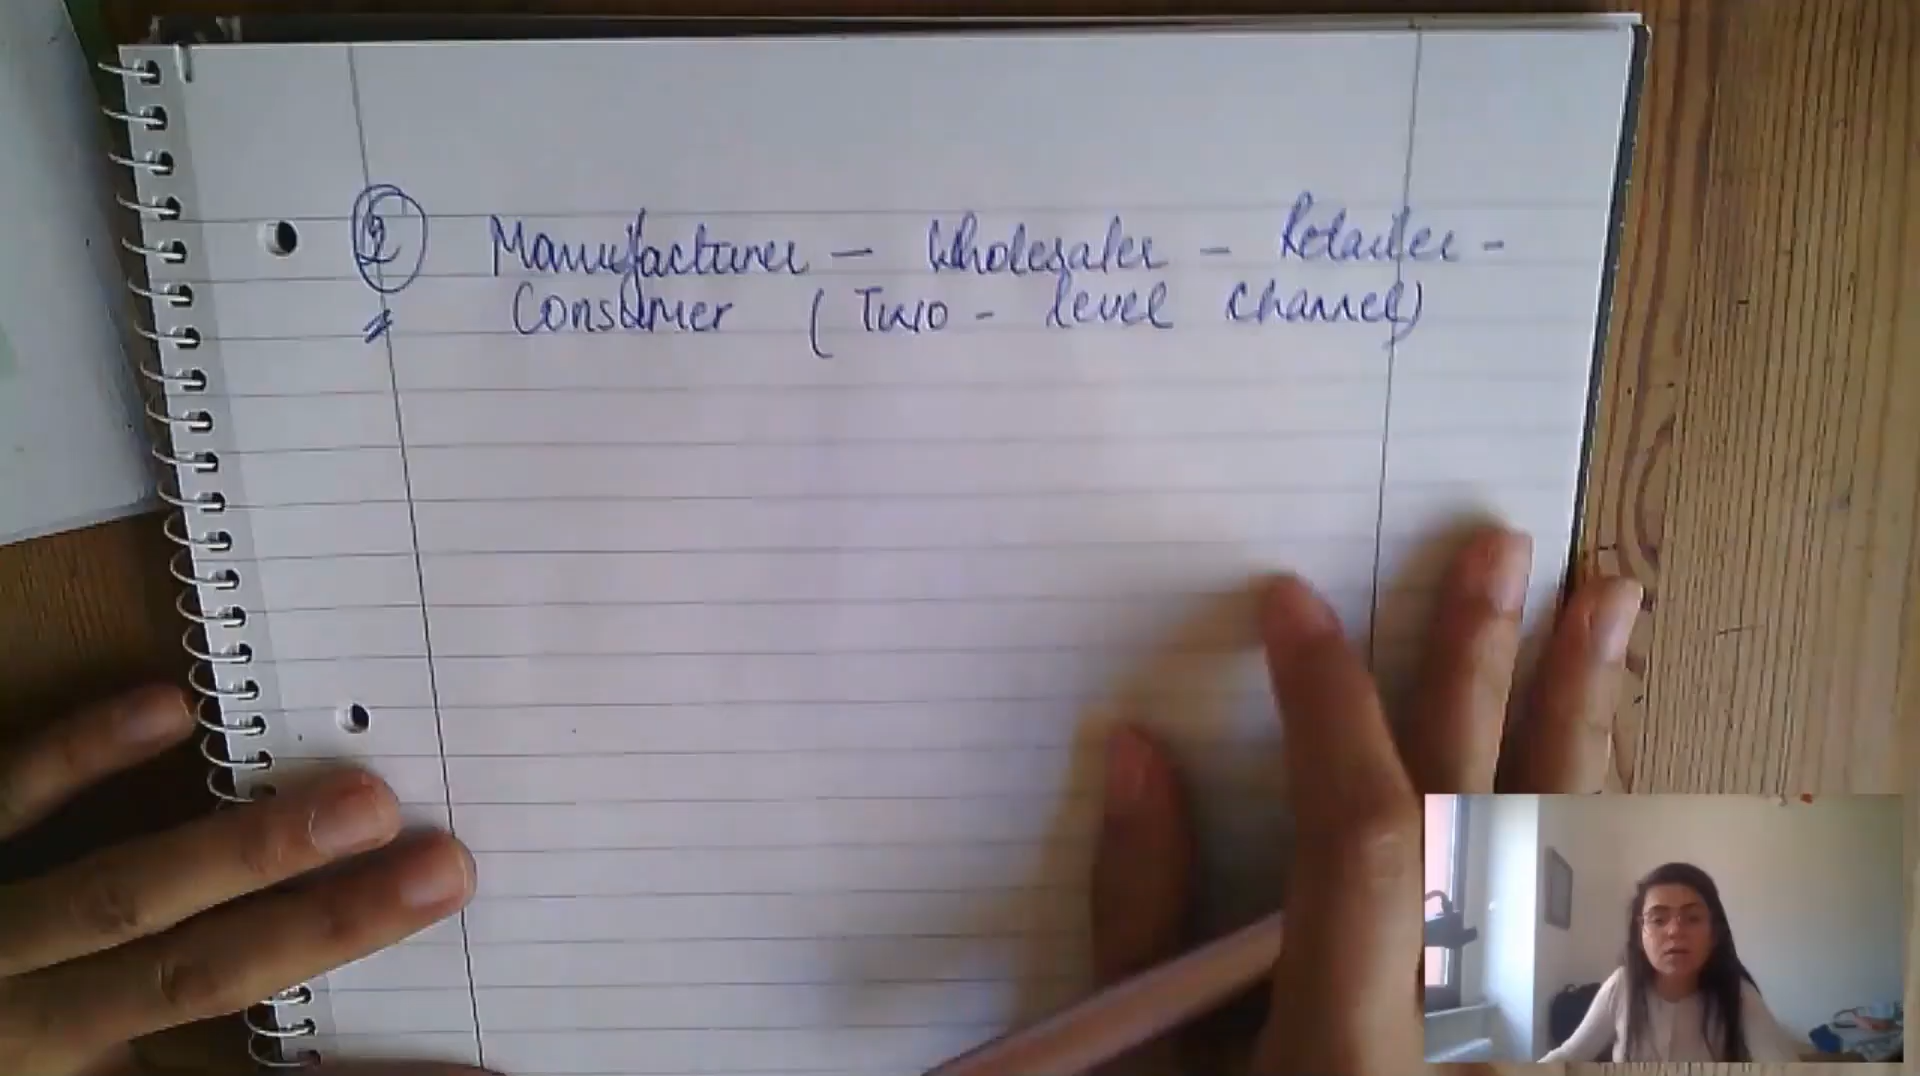 ② Manufacturer - Wholesaler - Retailer -
* Consumer (Two - level channel)